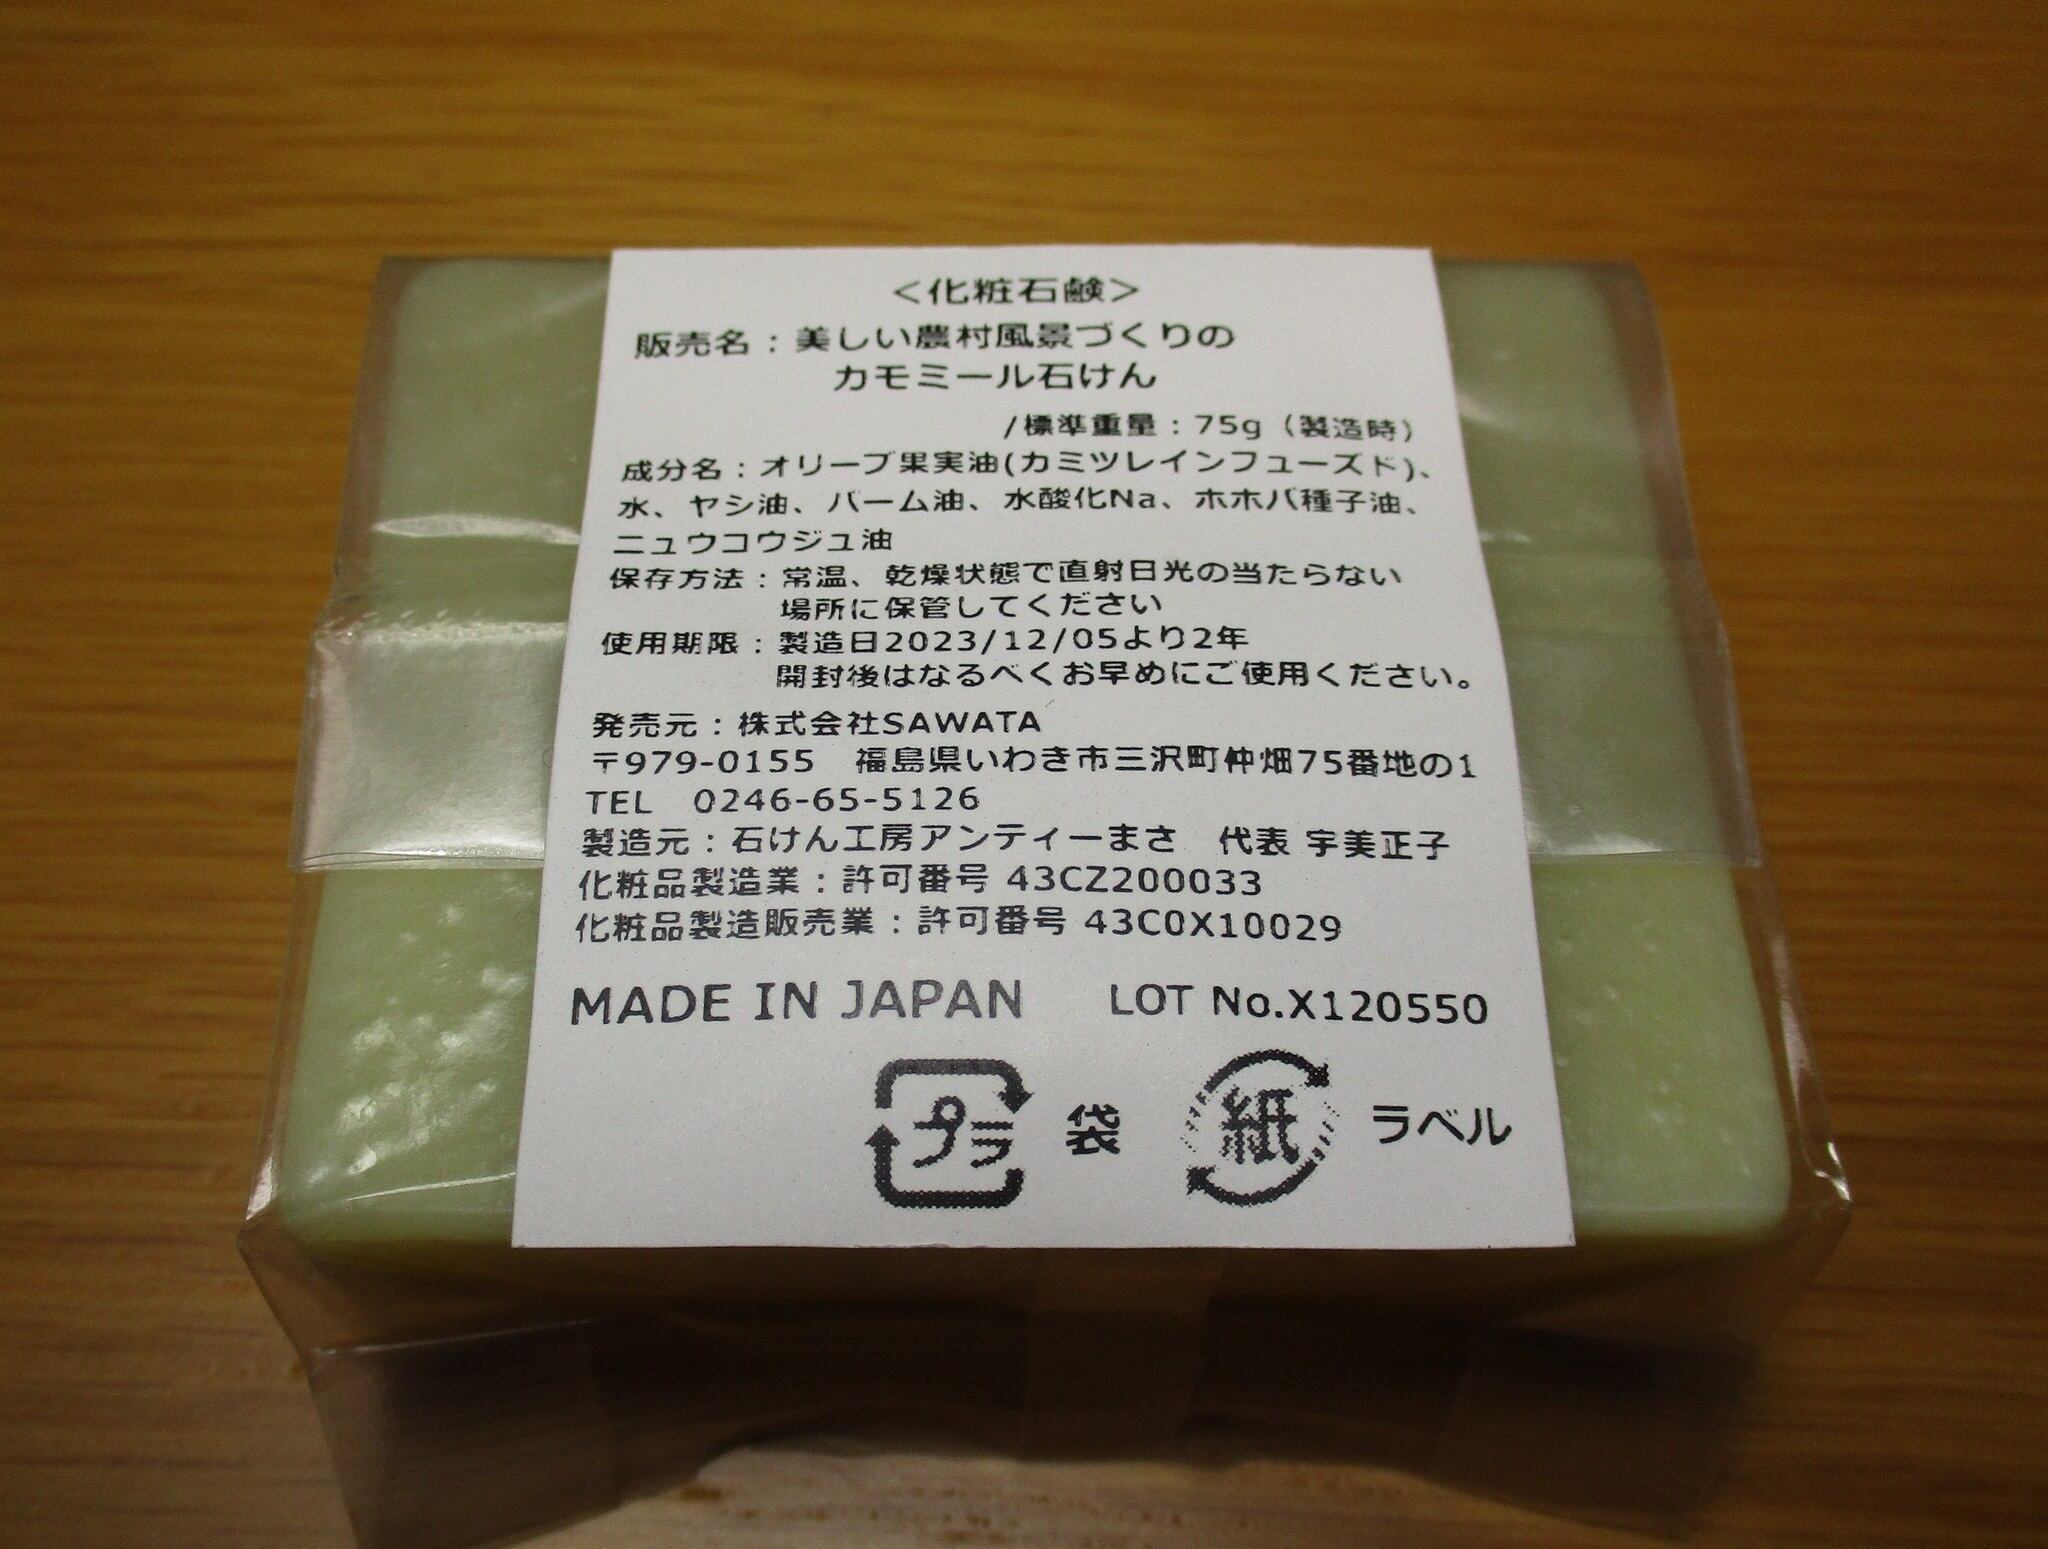 <化粧石鹸>
販売名：美しい農村風景づくりの
カモミール石けん
/標準重量：75g（製造時）
成分名：オリーブ果実油(カミツレインフューズド)、
水、ヤシ油、パーム油、水酸化Na、ホホバ種子油、
ニュウコウジュ油
保存方法：常温、乾燥状態で直射日光の当たらない
場所に保管してください
使用期限：製造日2023/12/05より2年
開封後はなるべくお早めにご使用ください。
発売元：株式会社SAWATA
〒979-0155　福島県いわき市三沢町仲畑75番地の1
TEL　0246-65-5126
製造元：石けん工房アンティーまさ　代表 宇美正子
化粧品製造業：許可番号 43CZ200033
化粧品製造販売業：許可番号 43C0X10029
MADE IN JAPAN　LOT No.X120550
プラ 袋 紙 ラベル